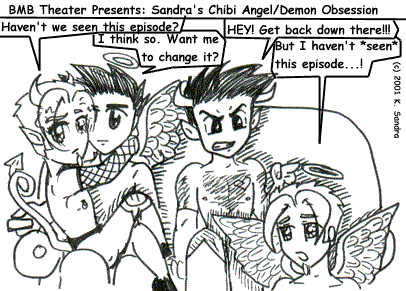 BMB Theater Presents: Sandra's Chibi Angel/Demon Obsession
Haven't we seen this episode?
I think so. Want me
to change it?
HEY! Get back down there!!!
But I haven't *seen*
this episode...!
(c) 2001 K. Sandra